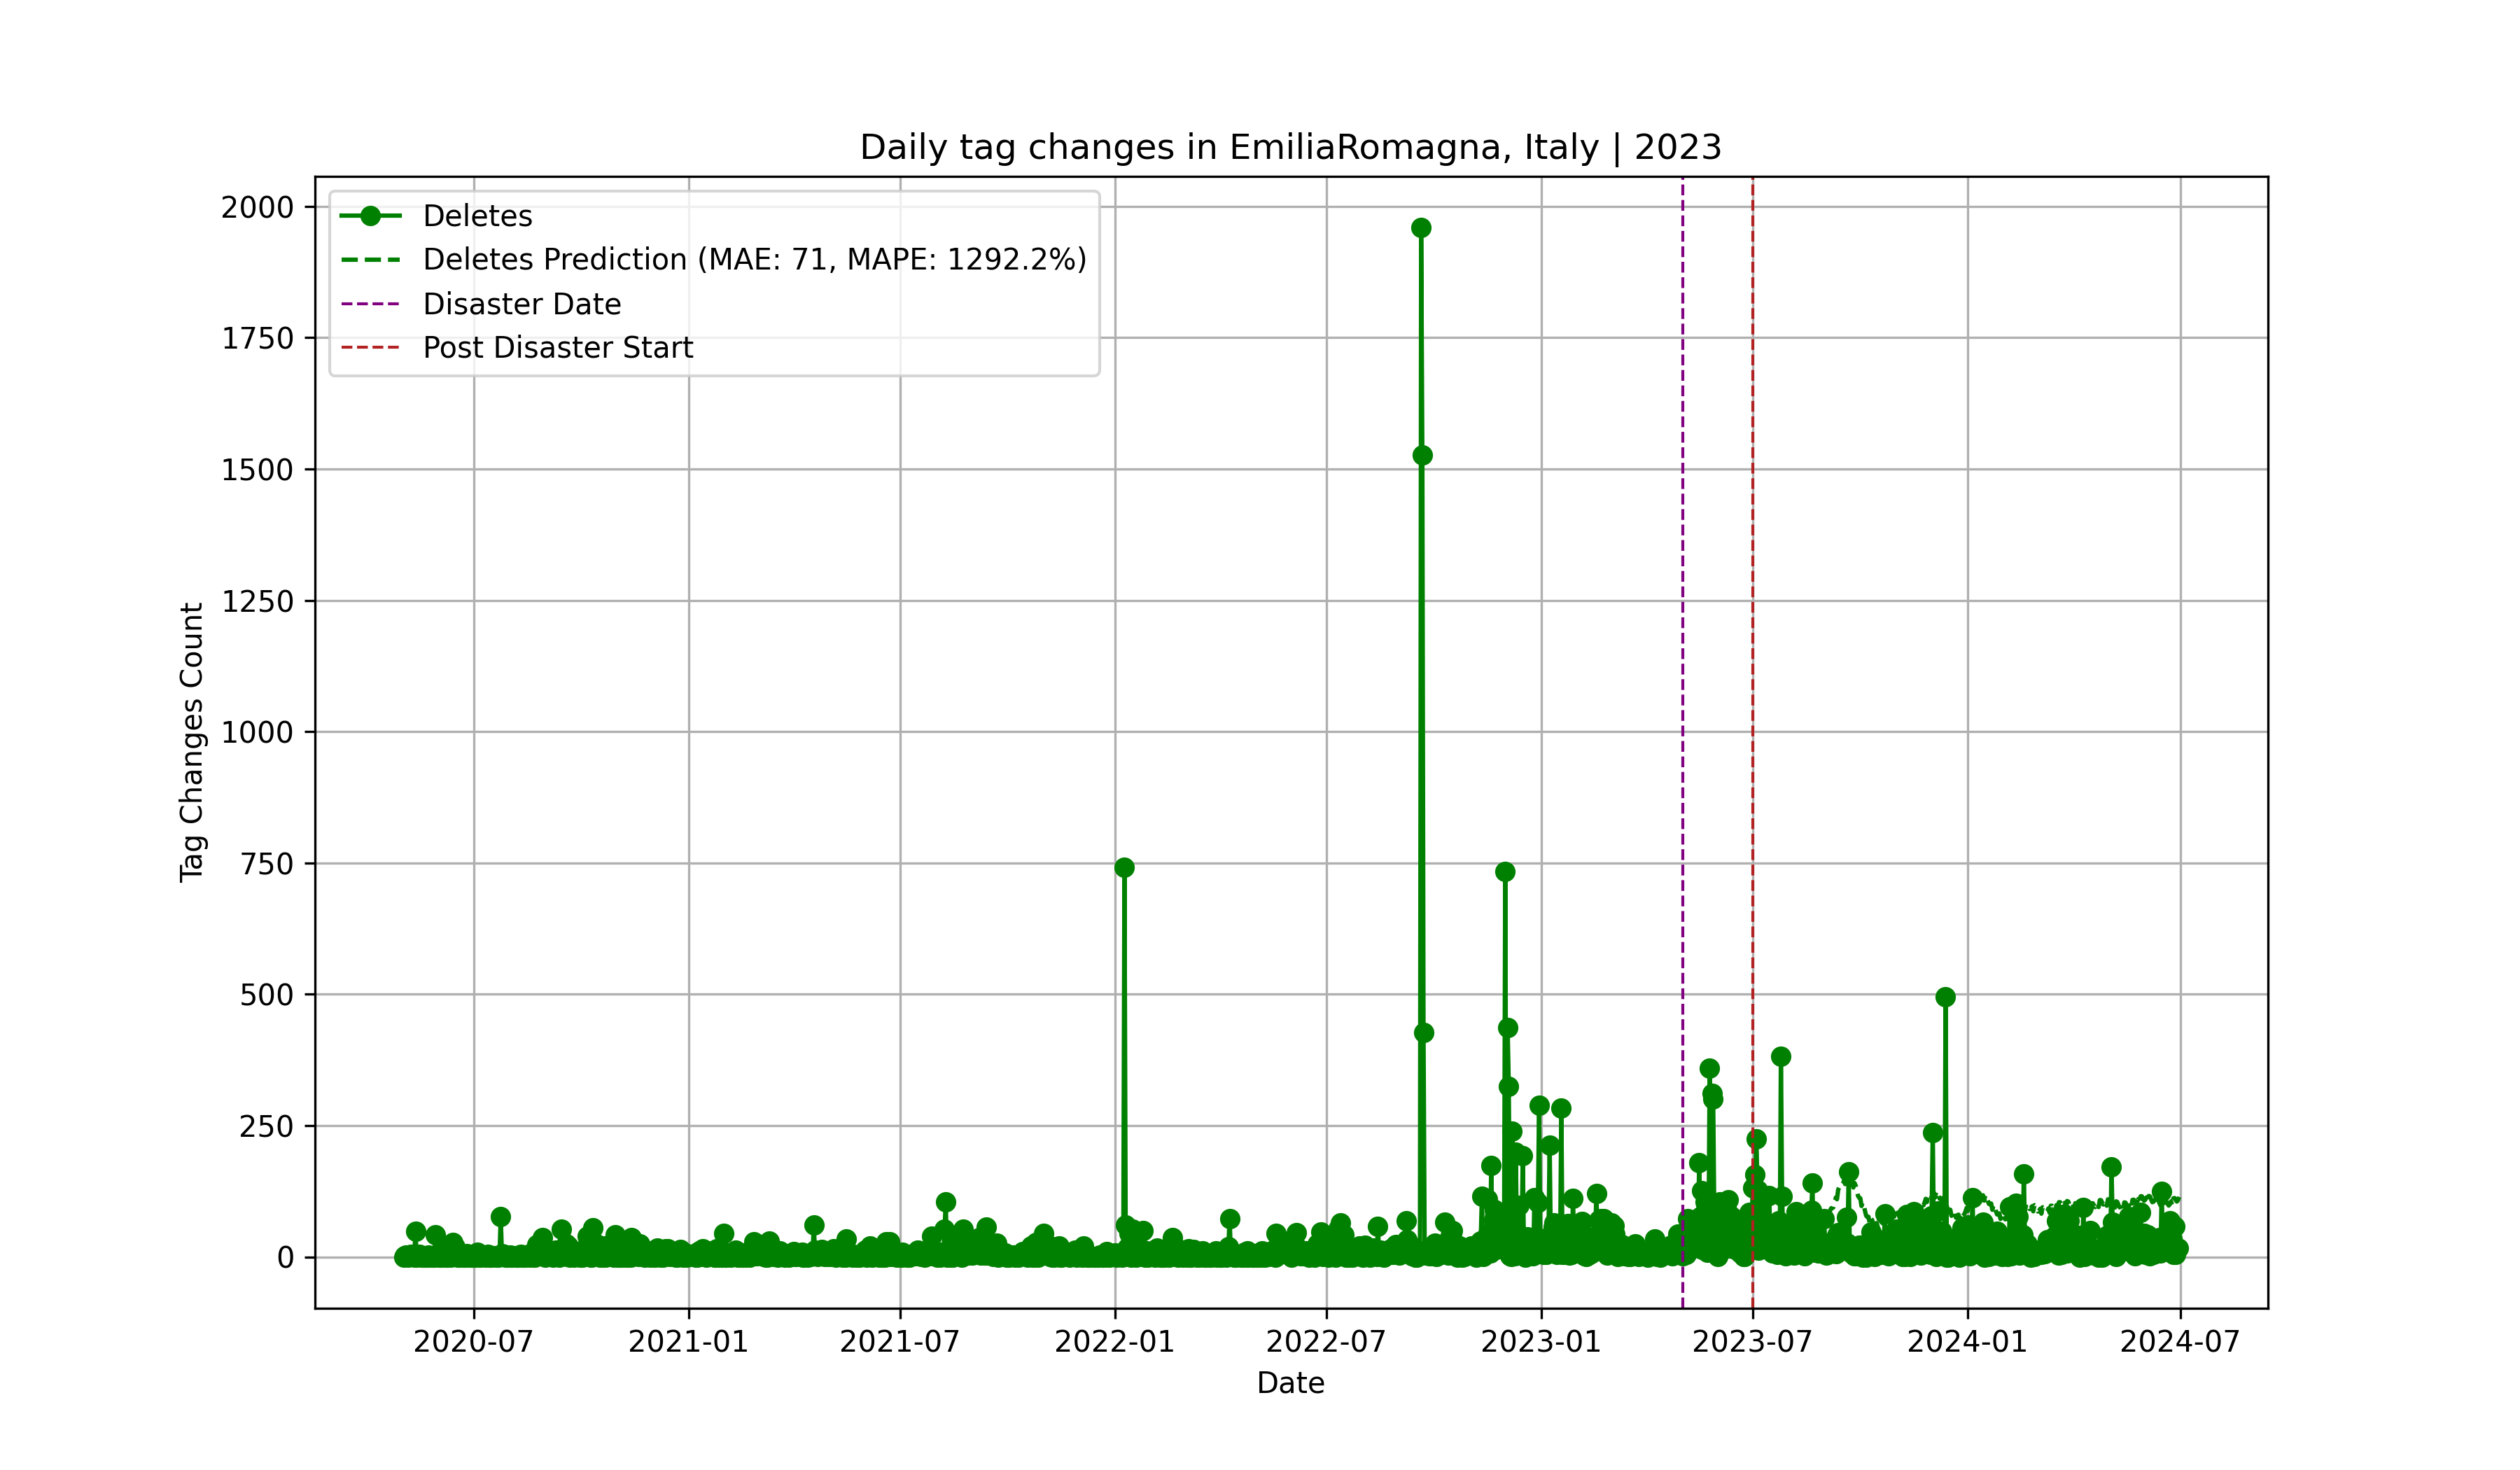 Daily tag changes in EmiliaRomagna, Italy | 2023
Deletes
Deletes Prediction (MAE: 71, MAPE: 1292.2%)
Disaster Date
Post Disaster Start
2000
1750
1500
1250
1000
750
500
250
0
Tag Changes Count
2020-07 2021-01 2021-07 2022-01 2022-07 2023-01 2023-07 2024-01 2024-07
Date